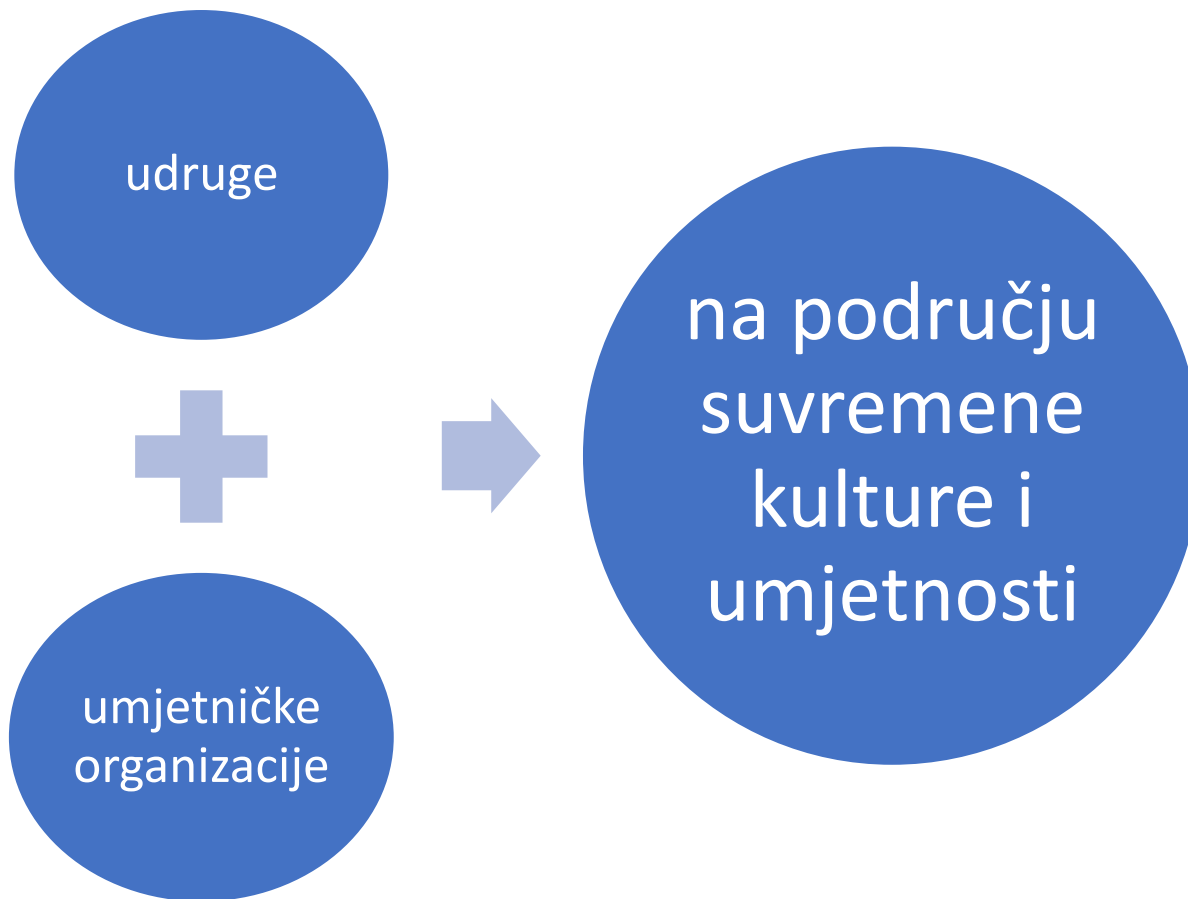 udruge
umjetničke
organizacije
na području
suvremene
kulture i
umjetnosti